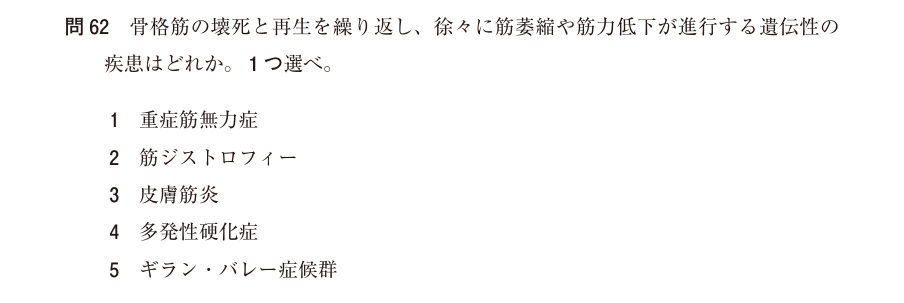 問 62 骨格筋の壊死と再生を繰り返し、徐々に筋萎縮や筋力低下が進行する遺伝性の
疾患はどれか。1つ選べ。
1 重症筋無力症
2 筋ジストロフィー
3 皮膚筋炎
4 多発性硬化症
5 ギラン・バレー症候群